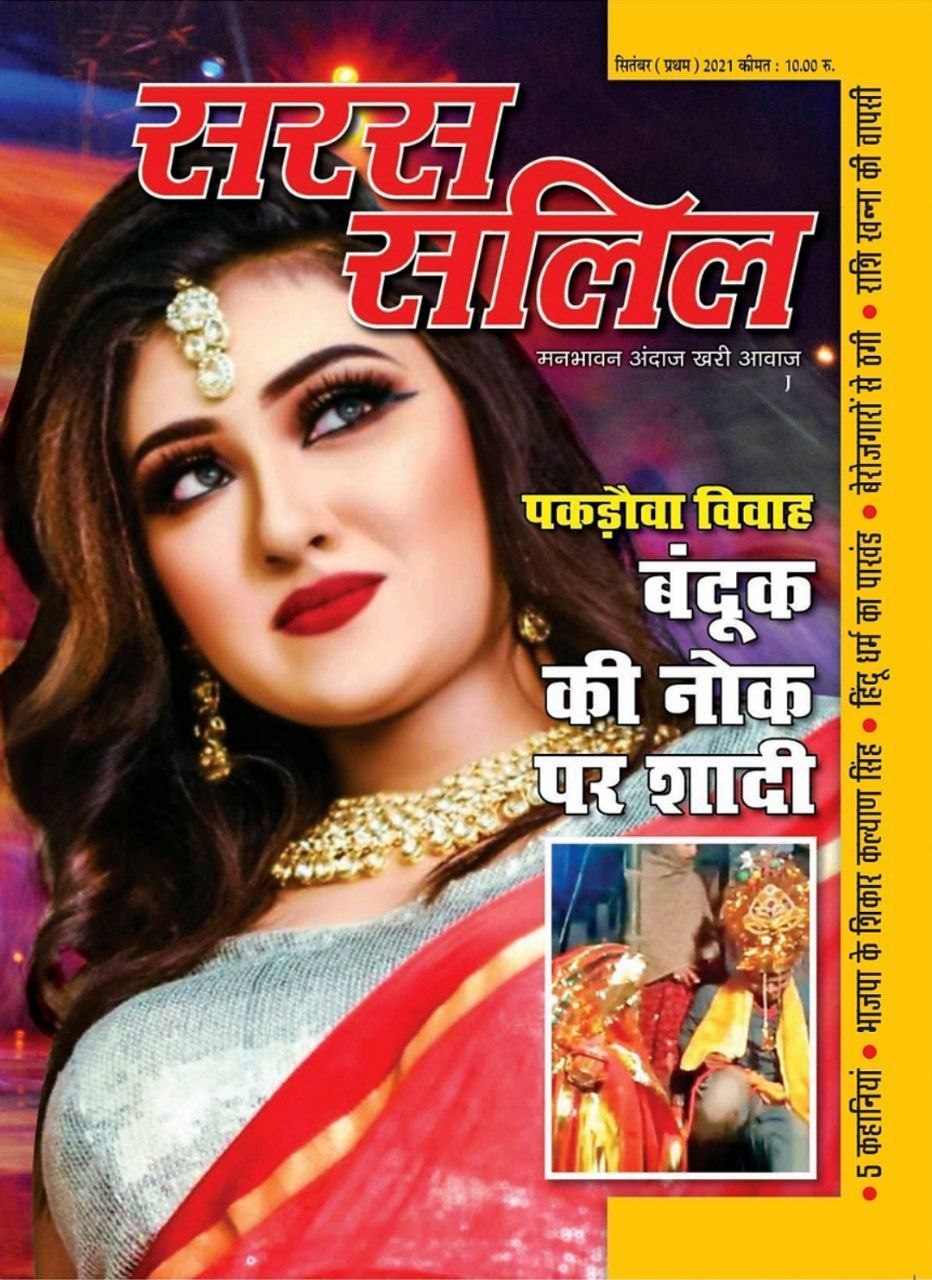 सितंबर ( प्रथम ) 2021 कीमत : 10.00 रु.
सरस
सलिल
मनभावन अंदाज खरी आवाज
J
पकड़ौवा विवाह
बंदूक
की नोक
पर शादी
• 5 कहानियां • भाजपा के शिकार कल्याण सिंह • हिंदू धर्म का पाखंड • बेरोजगारों से ठगी • राशि खन्ना की वापसी